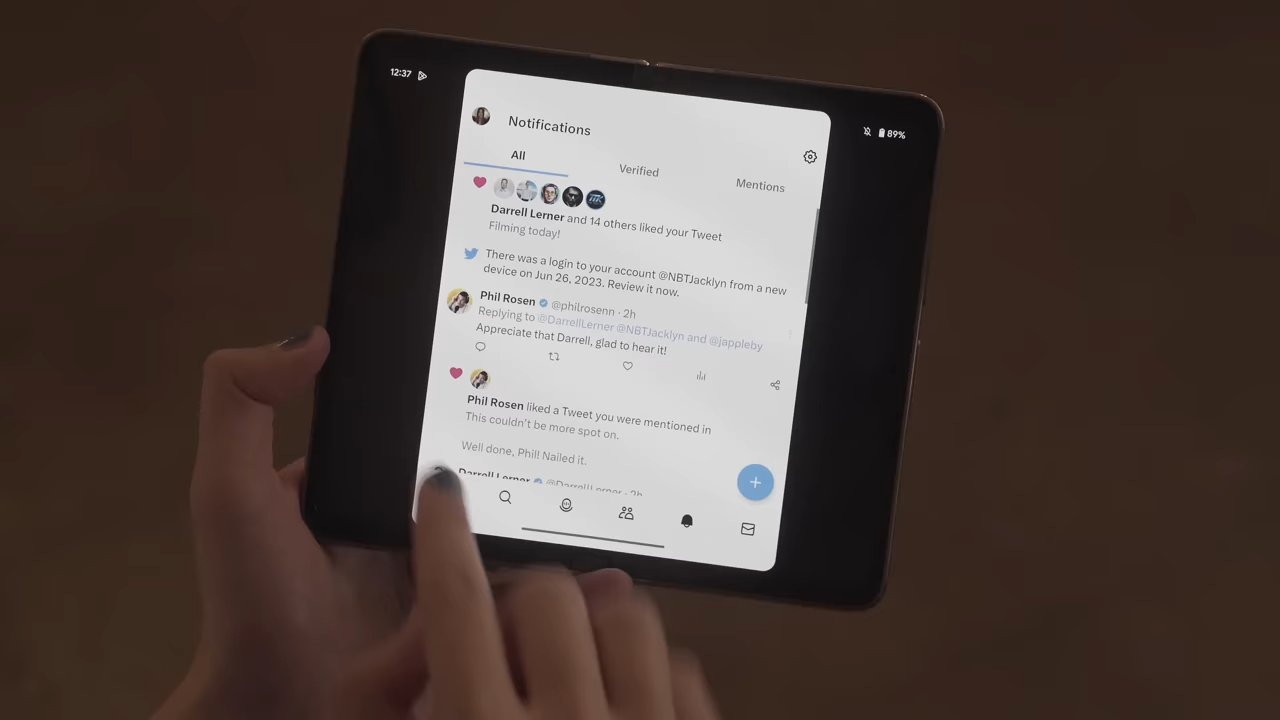 12:37
89%
Notifications
All
Verified
Mentions
Darrell Lerner and 14 others liked your Tweet
Filming today!
There was a login to your account @NBTJacklyn from a new
device on Jun 26, 2023. Review it now.
Phil Rosen @philrosenn · 2h
Replying to @DarrellLerner @NBTJacklyn and @jappleby
Appreciate that Darrell, glad to hear it!
Phil Rosen liked a Tweet you were mentioned in
This couldn't be more spot on.
Well done, Phil! Nailed it.
Darrell Lerner @DarrellLerner · 2h